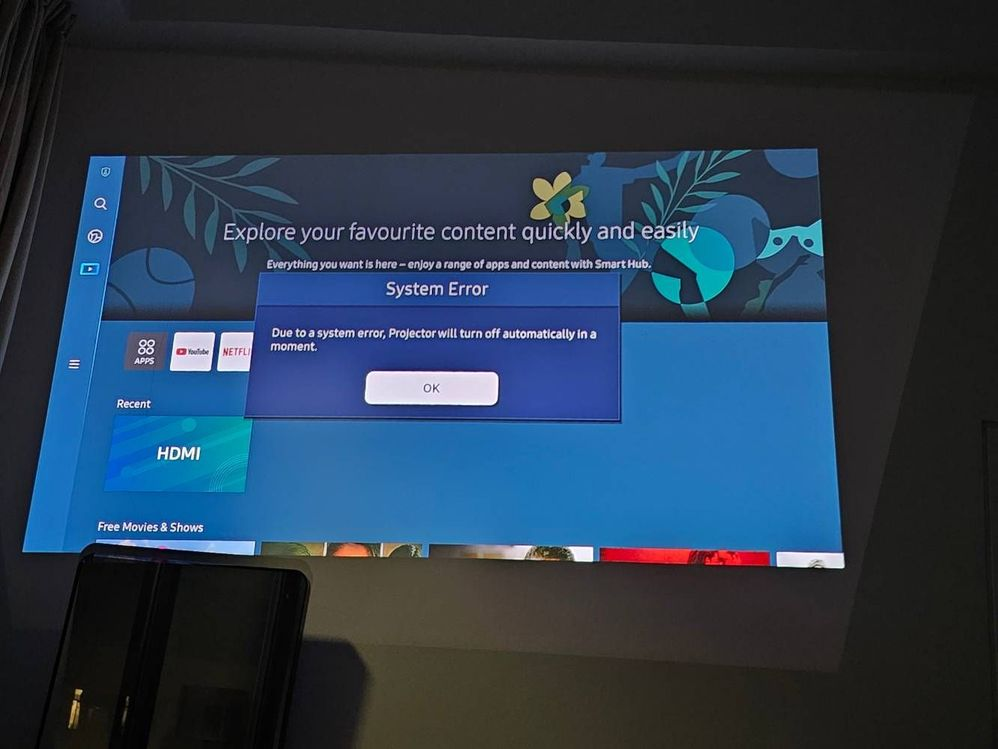 Explore your favourite content quickly and easily
Everything you want is here – enjoy a range of apps and content with Smart Hub.
System Error
Due to a system error, Projector will turn off automatically in a
moment.
OK
APPS
YouTube
NETFLI
Recent
HDMI
Free Movies & Shows